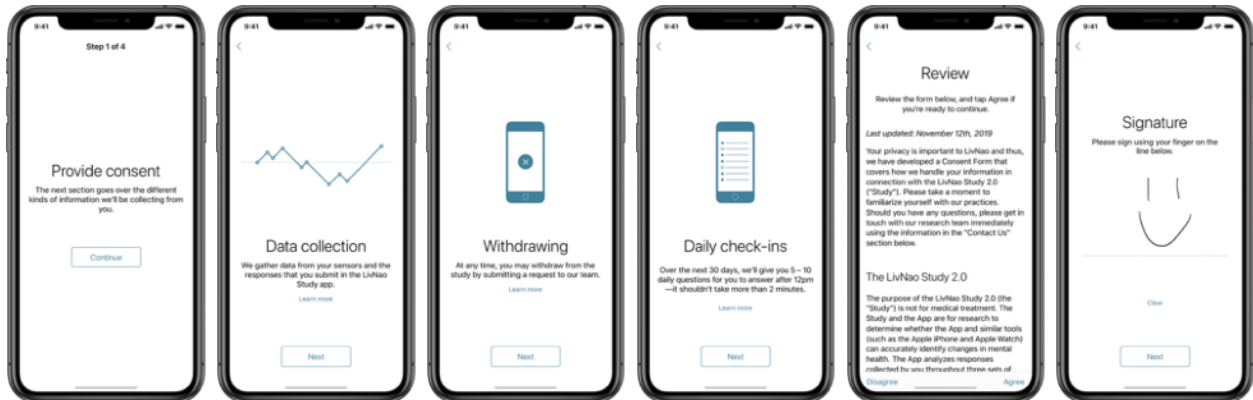 9:41
Step 1 of 4
Provide consent
The next section goes over the different
kinds of information we'll be collecting from
you.
Continue
9:41
Data collection
We gather data from your sensors and the
responses that you submit in the LivNao
Study app.
Learn more
Next
9:41
Withdrawing
At any time, you may withdraw from the
study by submitting a request to our team.
Learn more
Next
9:41
Daily check-ins
Over the next 30 days, we'll give you 5 – 10
daily questions for you to answer after 12pm
—it shouldn't take more than 2 minutes.
Learn more
Next
9:41
Review
Review the form below, and tap Agree if
you're ready to continue.
Last updated: November 12th, 2019
Your privacy is important to LivNao and thus,
we have developed a Consent Form that
covers how we handle your information in
connection with the LivNao Study 2.0
("Study"). Please take a moment to
familiarize yourself with our practices.
Should you have any questions, please get in
touch with our research team immediately
using the information in the "Contact Us"
section below.
The LivNao Study 2.0
The purpose of the LivNao Study 2.0 (the
"Study") is not for medical treatment. The
Study and the App are for research to
determine whether the App and similar tools
(such as the Apple iPhone and Apple Watch)
can accurately identify changes in mental
health. The App analyzes responses
collected by you throughout three sets of
Disagree
Agree
9:41
Signature
Please sign using your finger on the
line below.
Clear
Next